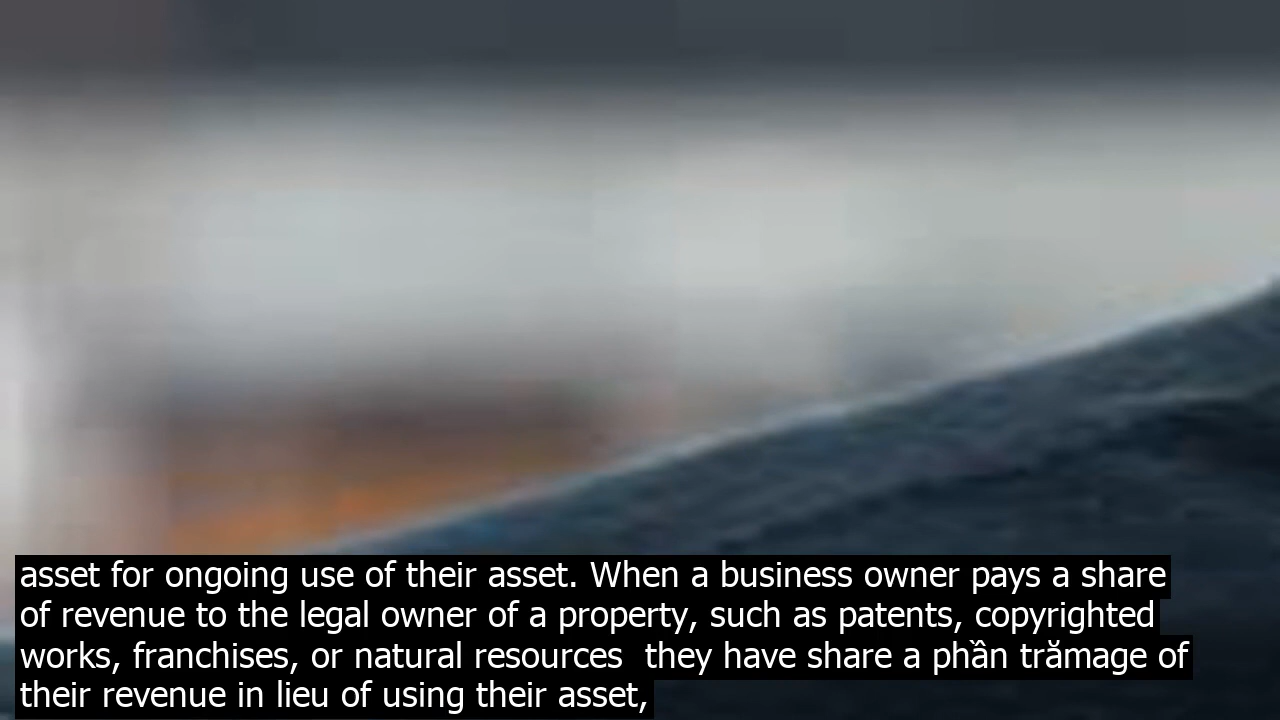 asset for ongoing use of their asset. When a business owner pays a share
of revenue to the legal owner of a property, such as patents, copyrighted
works, franchises, or natural resources  they have share a phần trămage of
their revenue in lieu of using their asset,